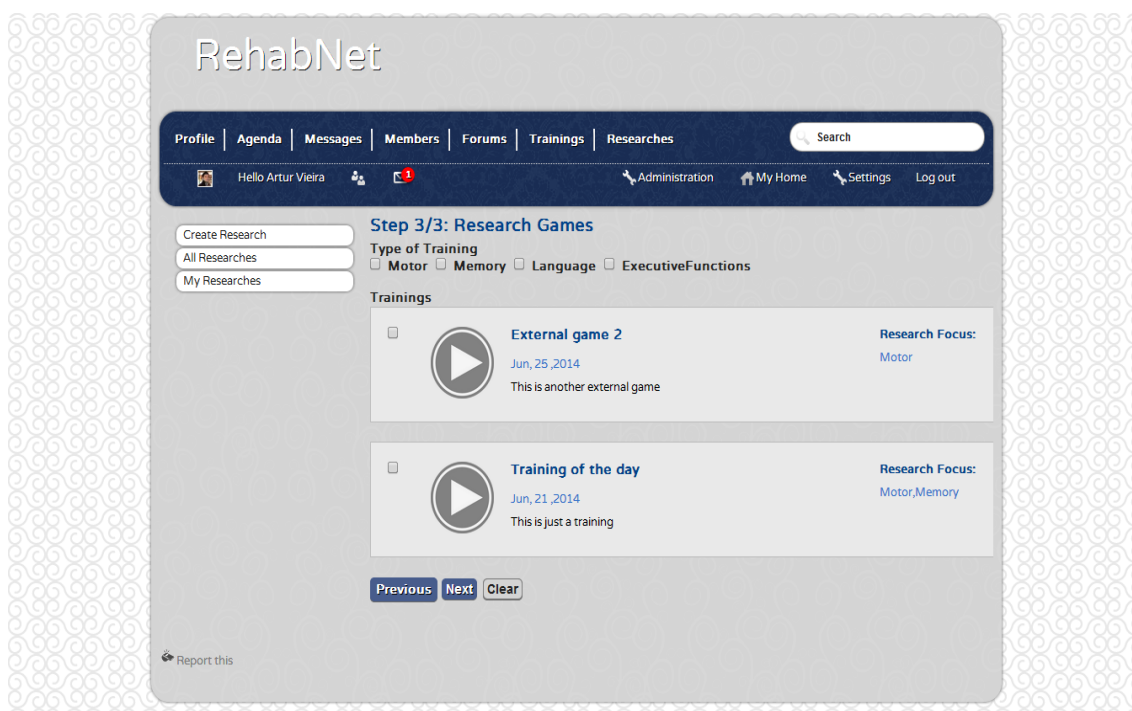 RehabNet
Profile Agenda Messages Members Forums Trainings Researches Search
Hello Artur Vieira 1 Administration My Home Settings Log out
Create Research
All Researches
My Researches
Step 3/3: Research Games
Type of Training
Motor Memory Language ExecutiveFunctions
Trainings
External game 2 Research Focus:
Jun, 25 ,2014 Motor
This is another external game
Training of the day Research Focus:
Jun, 21 ,2014 Motor,Memory
This is just a training
Previous Next Clear
Report this